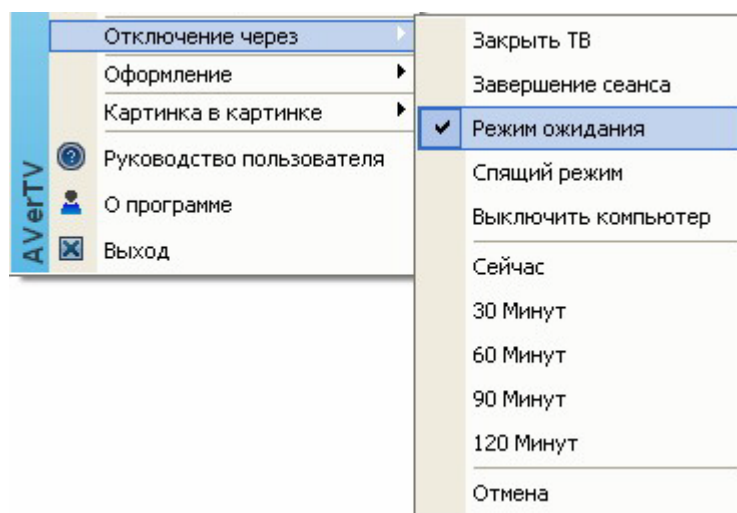 Отключение через
Оформление
Картинка в картинке
Руководство пользователя
О программе
Выход
AVerTV
Закрыть ТВ
Завершение сеанса
Режим ожидания
Спящий режим
Выключить компьютер
Сейчас
30 Минут
60 Минут
90 Минут
120 Минут
Отмена